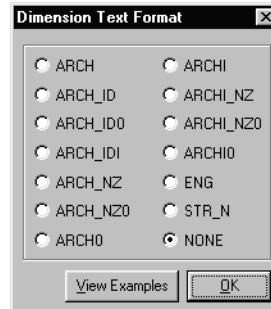 Dimension Text Format
ARCH ARCHI
ARCH_ID ARCHI_NZ
ARCH_ID0 ARCHI_NZ0
ARCH_IDI ARCHI0
ARCH_NZ ENG
ARCH_NZ0 STR_N
ARCH0 NONE
View Examples OK